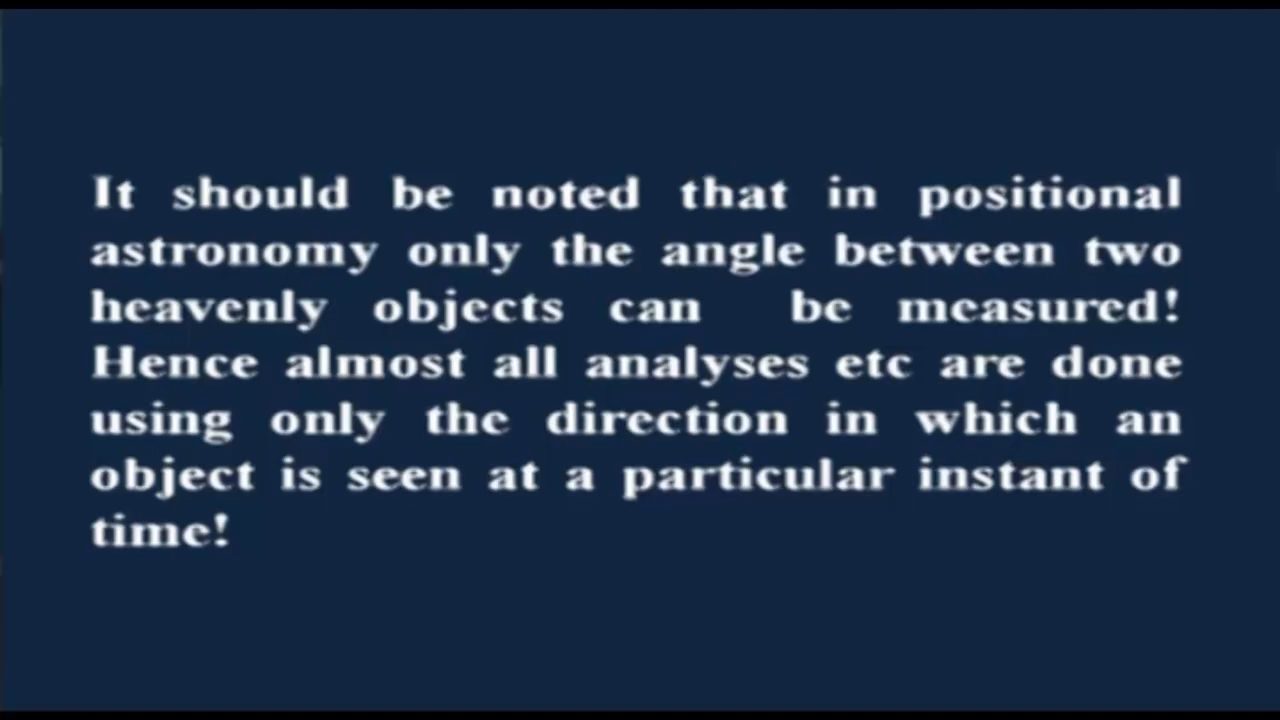 It should be noted that in positional
astronomy only the angle between two
heavenly objects can be measured!
Hence almost all analyses etc are done
using only the direction in which an
object is seen at a particular instant of
time!